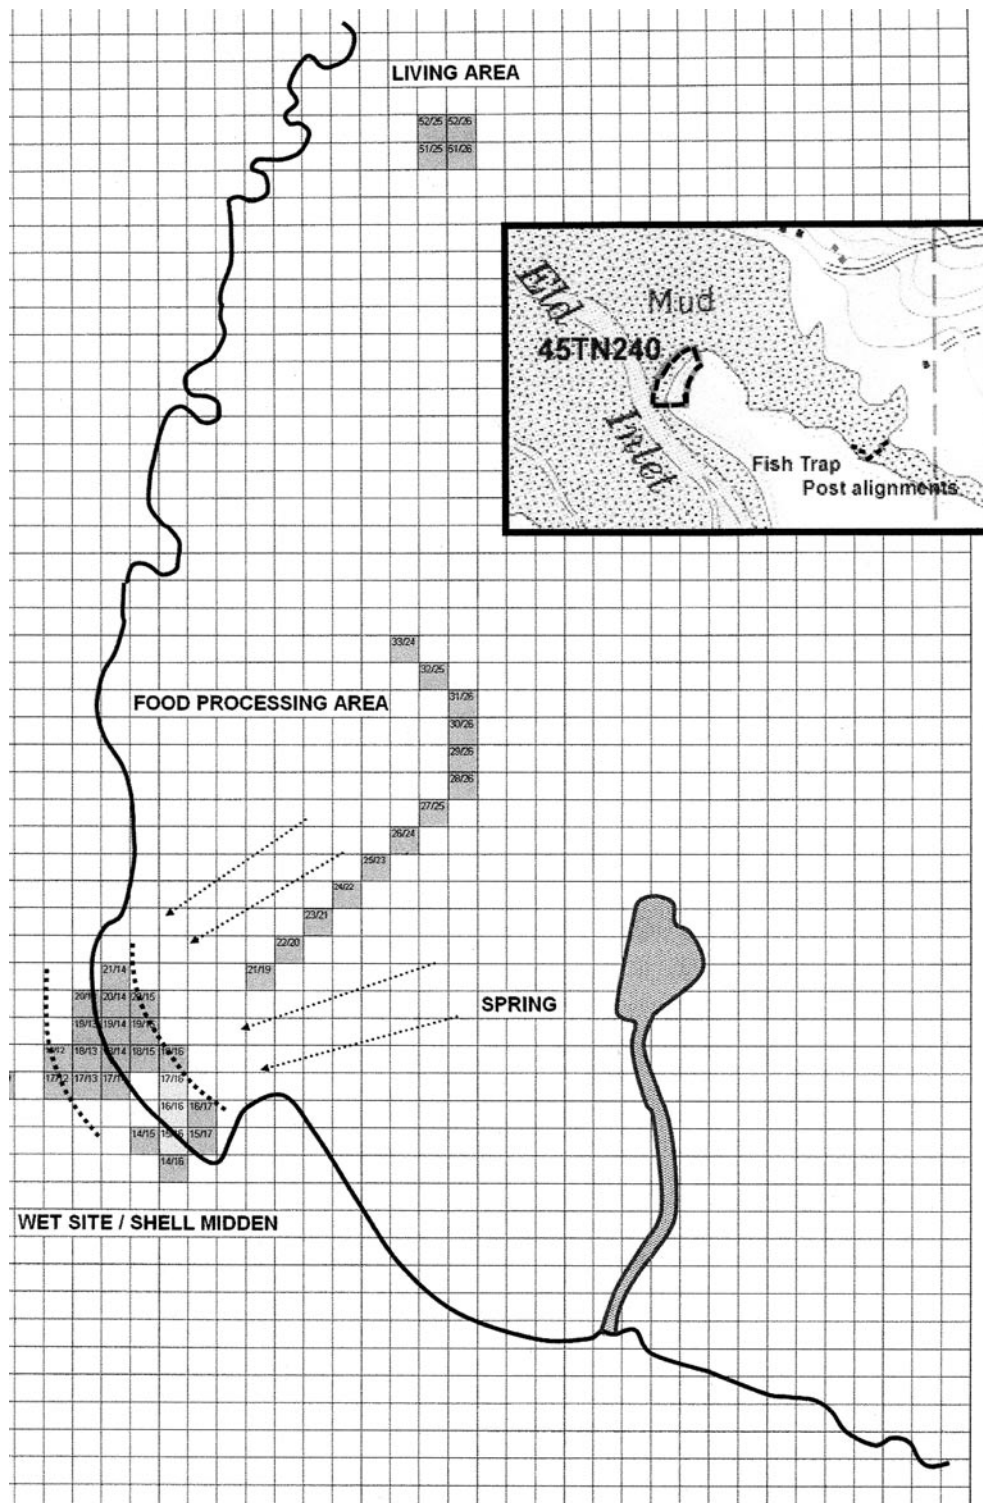 LIVING AREA
52/25 52/26
51/25 51/26
Eld
Inlet
Mud
45TN240
Fish Trap
Post alignments
33/24
32/25
31/26
FOOD PROCESSING AREA
30/26
29/26
28/26
27/25
26/24
25/23
24/22
23/21
22/20
21/14 21/19
20/14
SPRING
19/13 19/14
18/13 18/15
17/13 17/16
16/16 16/17
14/15 15/17
14/16
WET SITE / SHELL MIDDEN